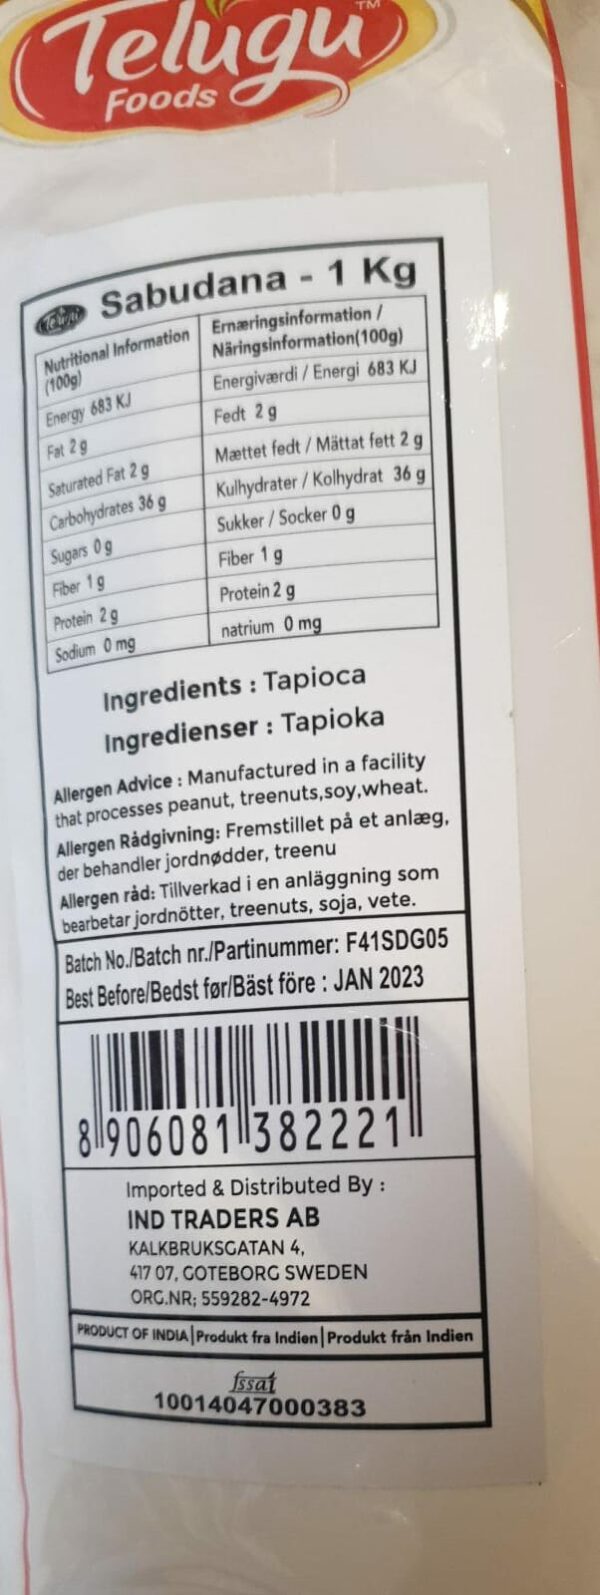 Telugu
TM
Foods
Telugu
Sabudana - 1 Kg
Nutritional Information
(100g)
Ernæringsinformation /
Näringsinformation(100g)
Energy 683 KJ
Energiværdi / Energi 683 KJ
Fat 2 g
Fedt 2 g
Saturated Fat 2 g
Mættet fedt / Mättat fett 2 g
Carbohydrates 36 g
Kulhydrater / Kolhydrat 36 g
Sugars 0 g
Sukker / Socker 0 g
Fiber 1 g
Fiber 1 g
Protein 2 g
Protein 2 g
Sodium 0 mg
natrium 0 mg
Ingredients : Tapioca
Ingredienser : Tapioka
Allergen Advice : Manufactured in a facility
that processes peanut, treenuts,soy,wheat.
Allergen Rådgivning: Fremstillet på et anlæg,
der behandler jordnødder, treenu
Allergen råd: Tillverkad i en anläggning som
bearbetar jordnötter, treenuts, soja, vete.
Batch No./Batch nr./Partinummer: F41SDG05
Best Before/Bedst før/Bäst före : JAN 2023
8 906081 382221
Imported & Distributed By :
IND TRADERS AB
KALKBRUKSGATAN 4,
417 07, GOTEBORG SWEDEN
ORG.NR; 559282-4972
PRODUCT OF INDIA | Produkt fra Indien | Produkt från Indien
fssai
10014047000383